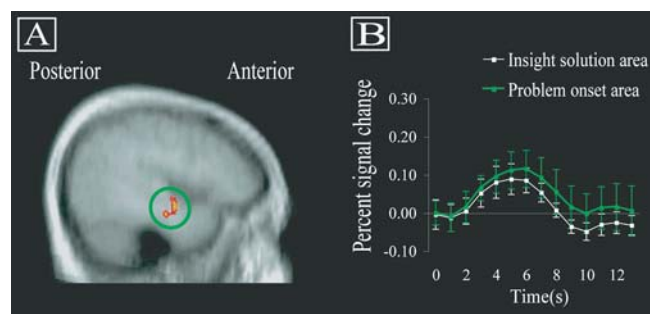 A
Posterior
Anterior
B
Insight solution area
Problem onset area
Percent signal change
0.30
0.20
0.10
0.00
-0.10
0 2 4 6 8 10 12
Time(s)